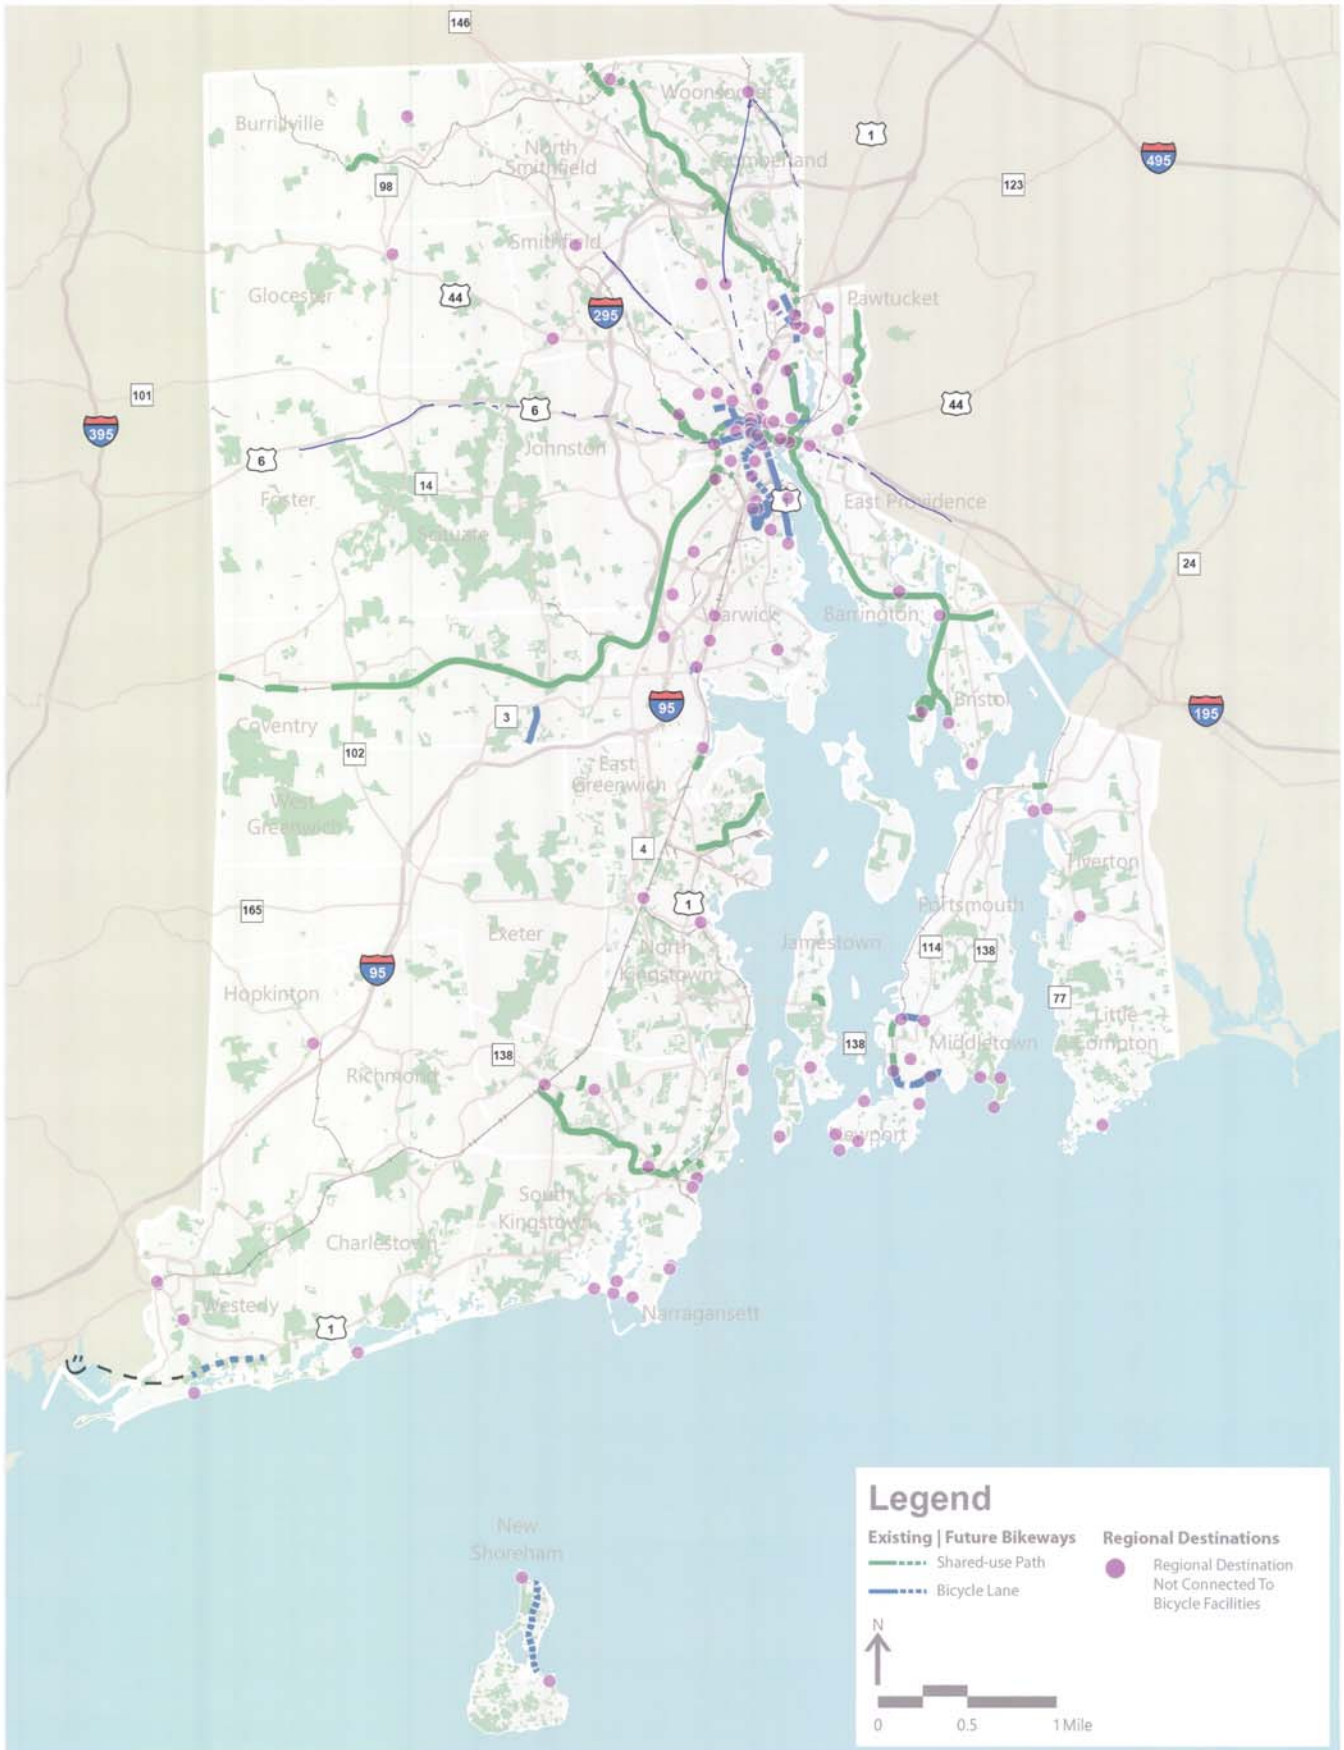 146
Woonsocket
Burrillville
1
495
North
Smithfield
Cumberland
98
123
Smithfield
Glocester
44
295
Pawtucket
101
6
44
395
Johnston
6
14
Foster
1
East Providence
Scituate
24
Warwick
Barrington
Coventry
3
95
Bristol
195
102
East
Greenwich
West
Greenwich
4
Tiverton
165
1
Portsmouth
Exeter
North
Kingstown
Jamestown
114
138
95
Hopkinton
77
Little
Compton
138
138
Middletown
Richmond
Newport
South
Kingstown
Charlestown
Westerly
1
Narragansett
New
Shoreham
Legend
Existing | Future Bikeways
Shared-use Path
Bicycle Lane
Regional Destinations
Regional Destination
Not Connected To
Bicycle Facilities
N
0 0.5 1 Mile